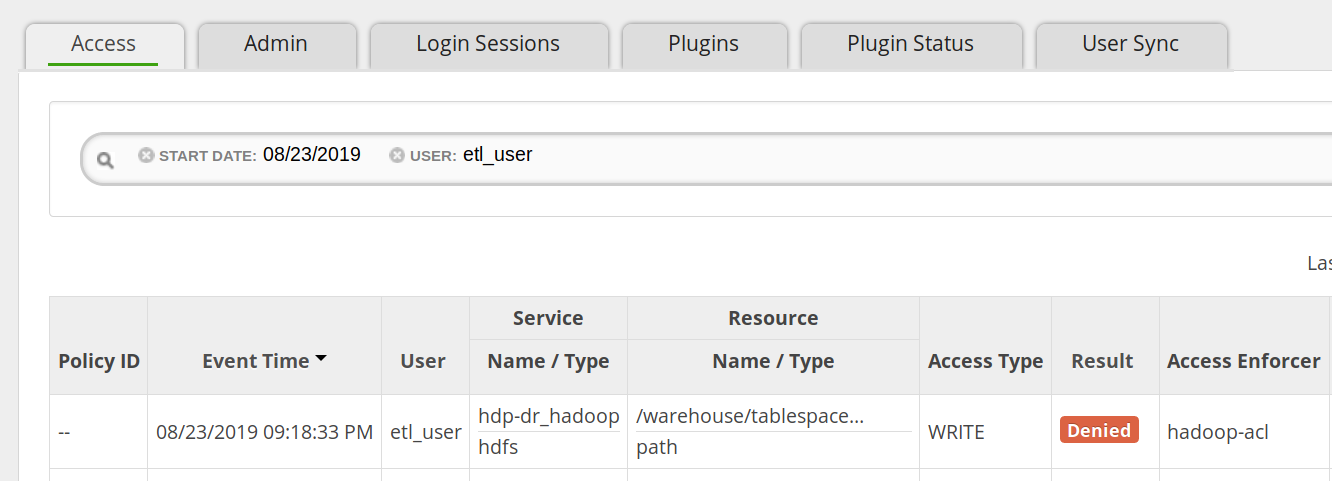 Access Admin Login Sessions Plugins Plugin Status User Sync
START DATE: 08/23/2019 USER: etl_user
Service Resource
Policy ID Event Time User Name / Type Name / Type Access Type Result Access Enforcer
-- 08/23/2019 09:18:33 PM etl_user hdp-dr_hadoop /warehouse/tablespace... WRITE Denied hadoop-acl
hdfs path